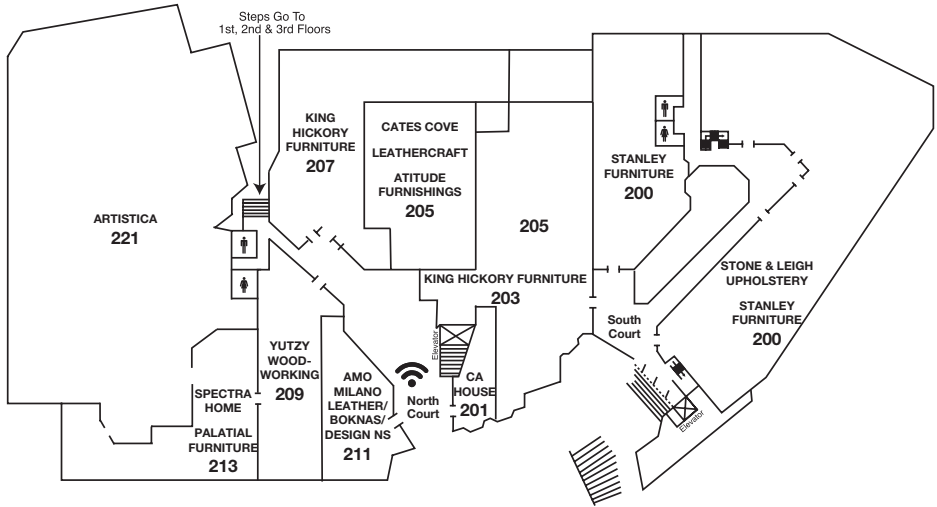 Steps Go To
1st, 2nd & 3rd Floors
ARTISTICA
221
KING
HICKORY
FURNITURE
207
CATES COVE
LEATHERCRAFT
ATITUDE
FURNISHINGS
205
205
STANLEY
FURNITURE
200
KING HICKORY FURNITURE
203
STONE & LEIGH
UPHOLSTERY
STANLEY
FURNITURE
200
South
Court
Elevator
Elevator
YUTZY
WOOD-
WORKING
209
SPECTRA
HOME
PALATIAL
FURNITURE
213
AMO
MILANO
LEATHER/
BOKNAS/
DESIGN NS
211
North
Court
CA
HOUSE
201